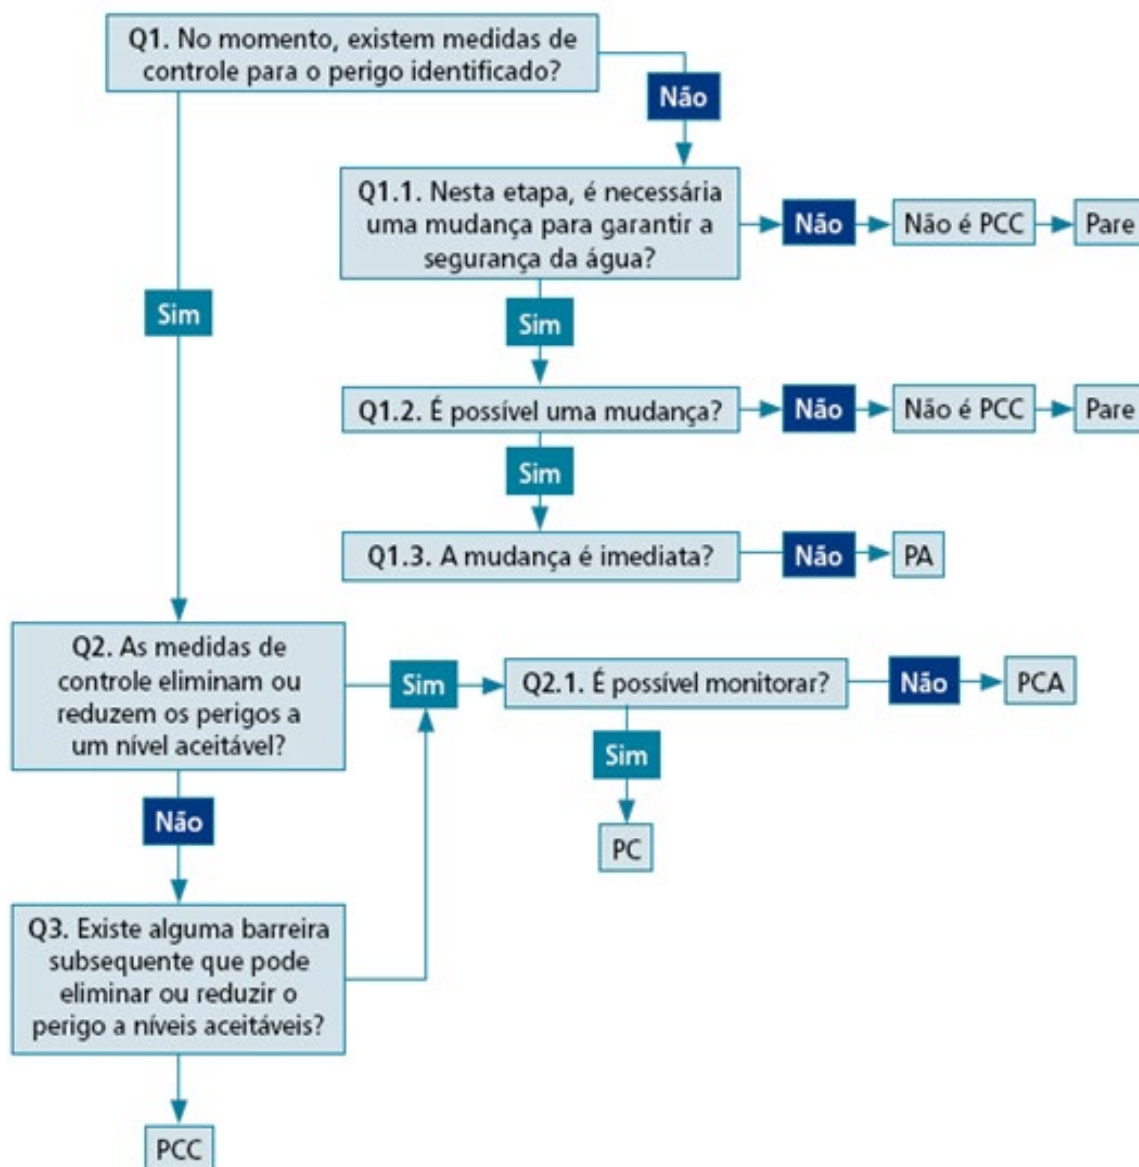 Q1. No momento, existem medidas de
controle para o perigo identificado?
Não
Q1.1. Nesta etapa, é necessária
uma mudança para garantir a
segurança da água?
Não
Não é PCC
Pare
Sim
Sim
Q1.2. É possível uma mudança?
Não
Não é PCC
Pare
Sim
Q1.3. A mudança é imediata?
Não
PA
Q2. As medidas de
controle eliminam ou
reduzem os perigos a
um nível aceitável?
Sim
Q2.1. É possível monitorar?
Não
PCA
Sim
PC
Não
Q3. Existe alguma barreira
subsequente que pode
eliminar ou reduzir o
perigo a níveis aceitáveis?
PCC